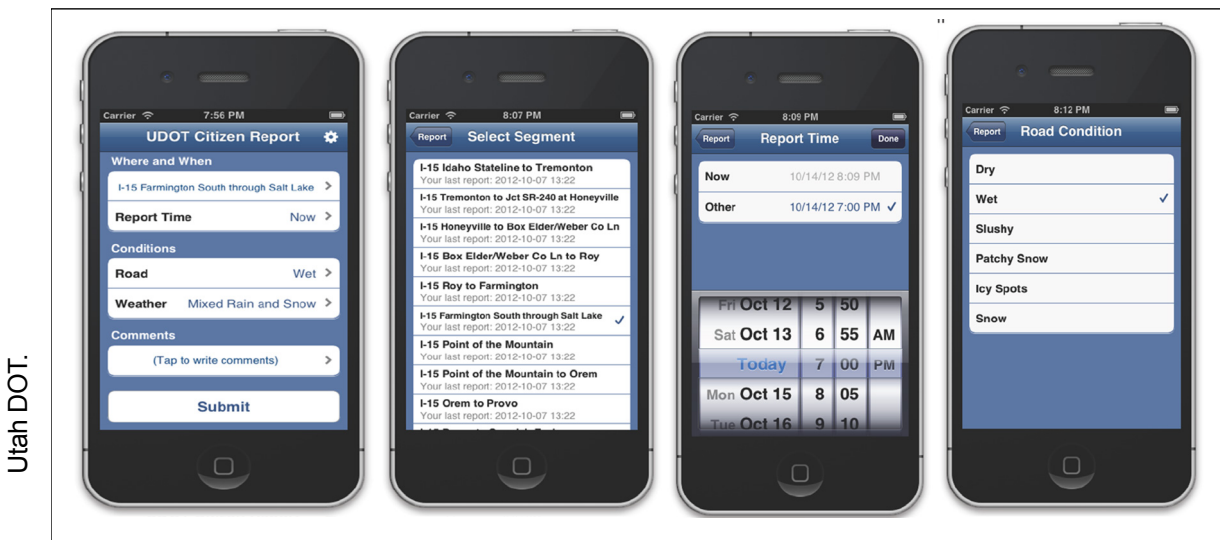 Utah DOT.
"
Carrier 7:56 PM
UDOT Citizen Report
Where and When
I-15 Farmington South through Salt Lake >
Report Time Now >
Conditions
Road Wet >
Weather Mixed Rain and Snow >
Comments
(Tap to write comments) >
Submit
Carrier 8:07 PM
Report Select Segment
I-15 Idaho Stateline to Tremonton
Your last report: 2012-10-07 13:22
I-15 Tremonton to Jct SR-240 at Honeyville
Your last report: 2012-10-07 13:22
I-15 Honeyville to Box Elder/Weber Co Ln
Your last report: 2012-10-07 13:22
I-15 Box Elder/Weber Co Ln to Roy
Your last report: 2012-10-07 13:22
I-15 Roy to Farmington
Your last report: 2012-10-07 13:22
I-15 Farmington South through Salt Lake ✓
Your last report: 2012-10-07 13:22
I-15 Point of the Mountain
Your last report: 2012-10-07 13:22
I-15 Point of the Mountain to Orem
Your last report: 2012-10-07 13:22
I-15 Orem to Provo
Your last report: 2012-10-07 13:22
Carrier 8:09 PM
Report Report Time Done
Now 10/14/12 8:09 PM
Other 10/14/12 7:00 PM ✓
Fri Oct 12 5 50
Sat Oct 13 6 55 AM
Today 7 00 PM
Mon Oct 15 8 05
Tue Oct 16 9 10
Carrier 8:12 PM
Report Road Condition
Dry
Wet ✓
Slushy
Patchy Snow
Icy Spots
Snow